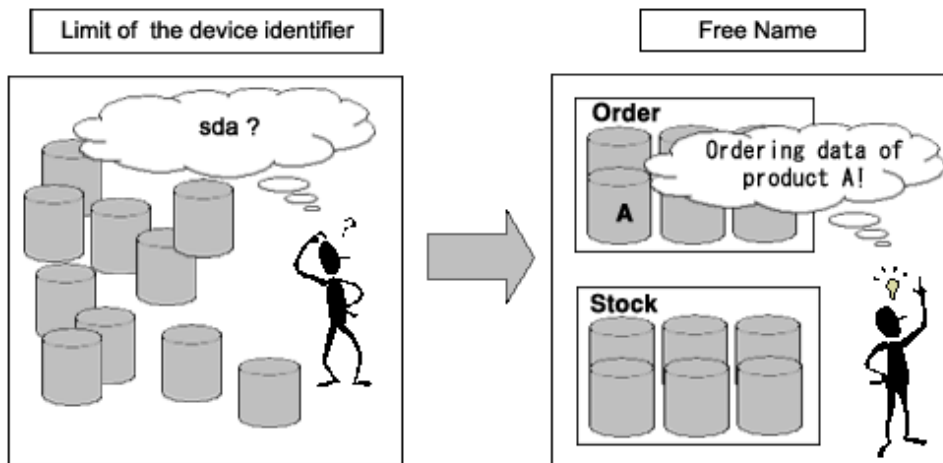 Limit of the device identifier
sda ?
?
Free Name
Order
Ordering data of
product A!
A
Stock